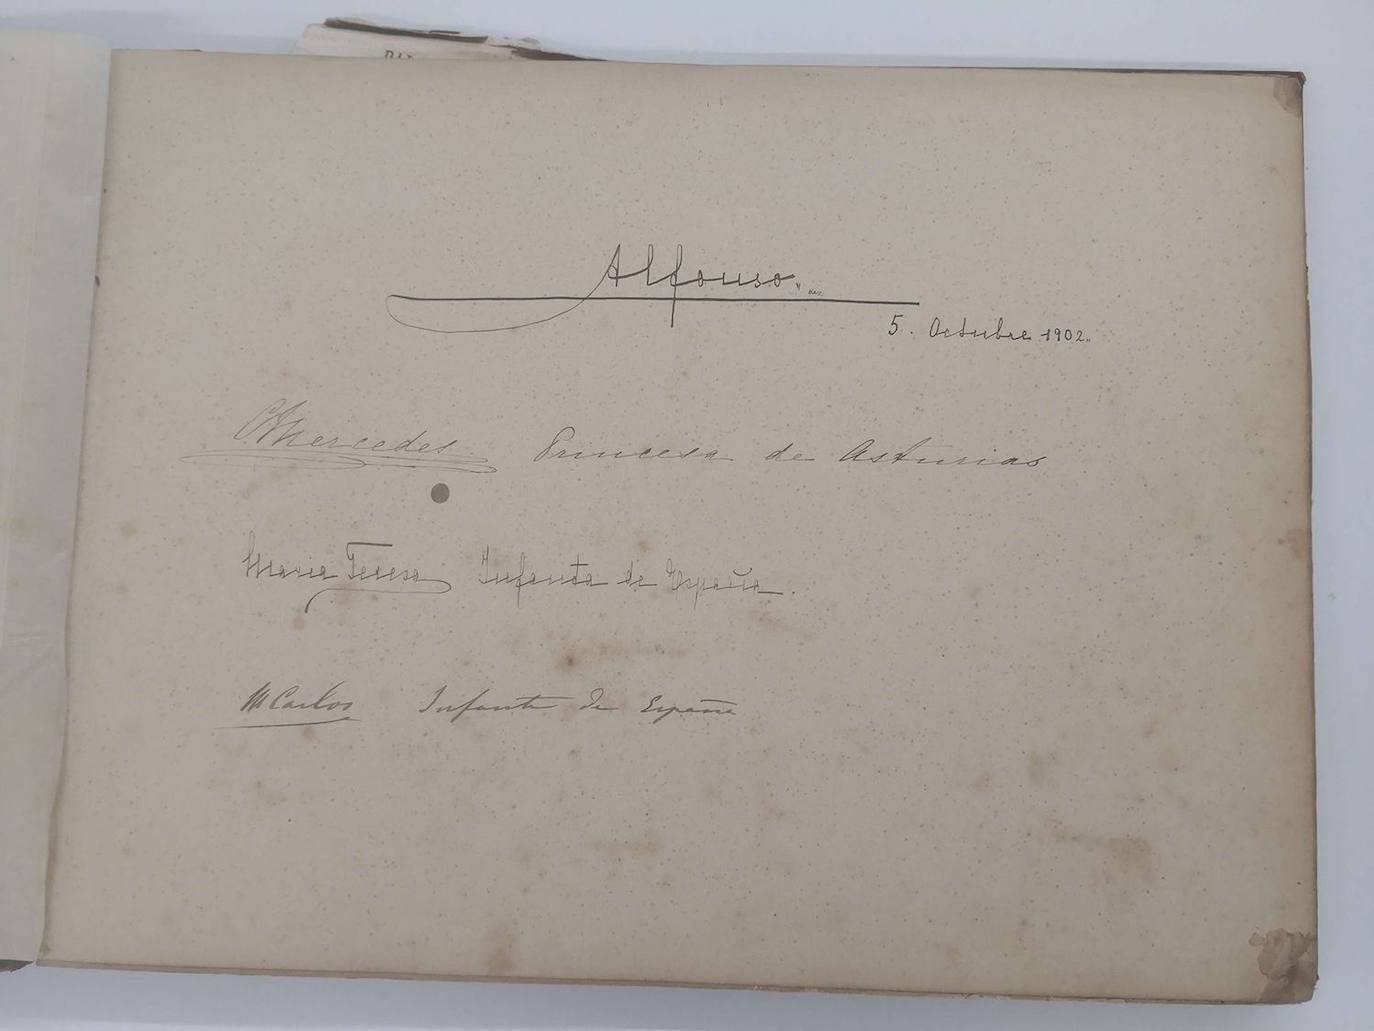 Alfonso
5. Octubre 1902.
Mercedes Princesa de Asturias
Maria Teresa Infanta de España.
M Carlos Infante de España